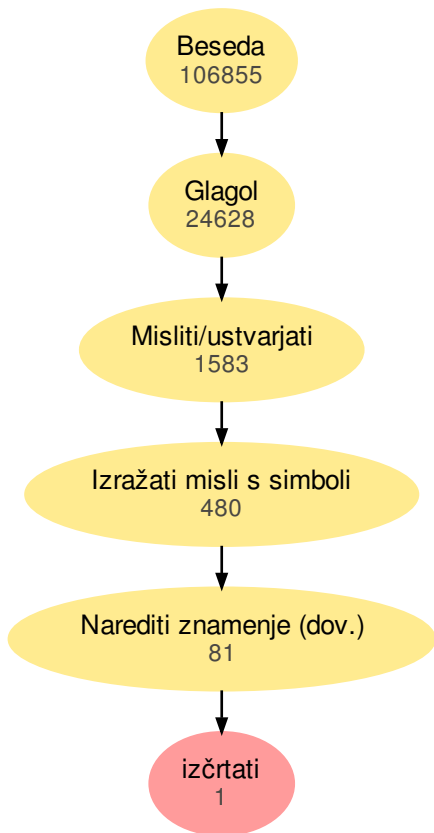 Beseda
106855
Glagol
24628
Misliti/ustvarjati
1583
Izražati misli s simboli
480
Narediti znamenje (dov.)
81
izčrtati
1